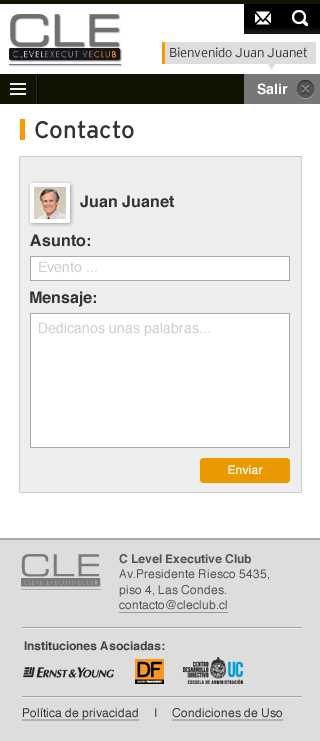 CLE
C.LEVELEXECUTIVECLUB
Bienvenido Juan Juanet
Salir
Contacto
Juan Juanet
Asunto:
Evento ...
Mensaje:
Dedicanos unas palabras...
Enviar
CLE
C.LEVELEXECUTIVECLUB
C Level Executive Club
Av.Presidente Riesco 5435,
piso 4, Las Condes.
contacto@cleclub.cl
Instituciones Asociadas:
ERNST & YOUNG
DF
CENTRO
DESARROLLO
DIRECTIVO
UC
ESCUELA DE ADMINISTRACIÓN
Política de privacidad | Condiciones de Uso